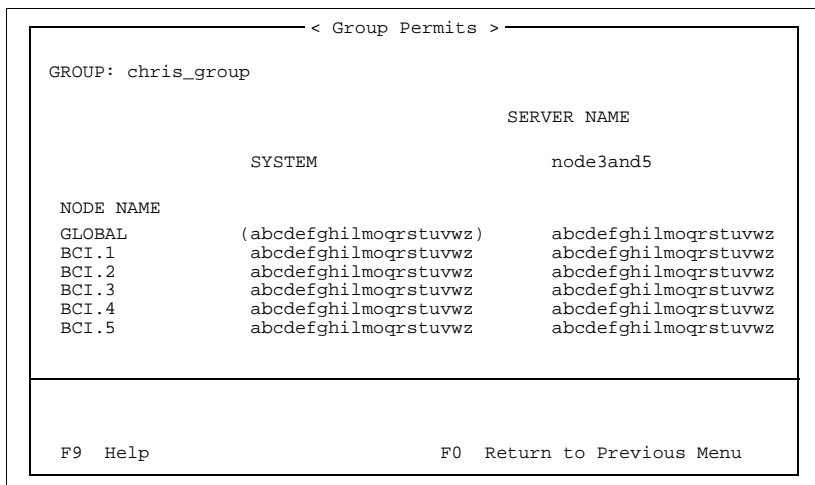 < Group Permits >
GROUP: chris_group
SERVER NAME
SYSTEM node3and5
NODE NAME
GLOBAL (abcdefghilmoqrstuvwz) abcdefghilmoqrstuvwz
BCI.1 abcdefghilmoqrstuvwz abcdefghilmoqrstuvwz
BCI.2 abcdefghilmoqrstuvwz abcdefghilmoqrstuvwz
BCI.3 abcdefghilmoqrstuvwz abcdefghilmoqrstuvwz
BCI.4 abcdefghilmoqrstuvwz abcdefghilmoqrstuvwz
BCI.5 abcdefghilmoqrstuvwz abcdefghilmoqrstuvwz
F9 Help F0 Return to Previous Menu